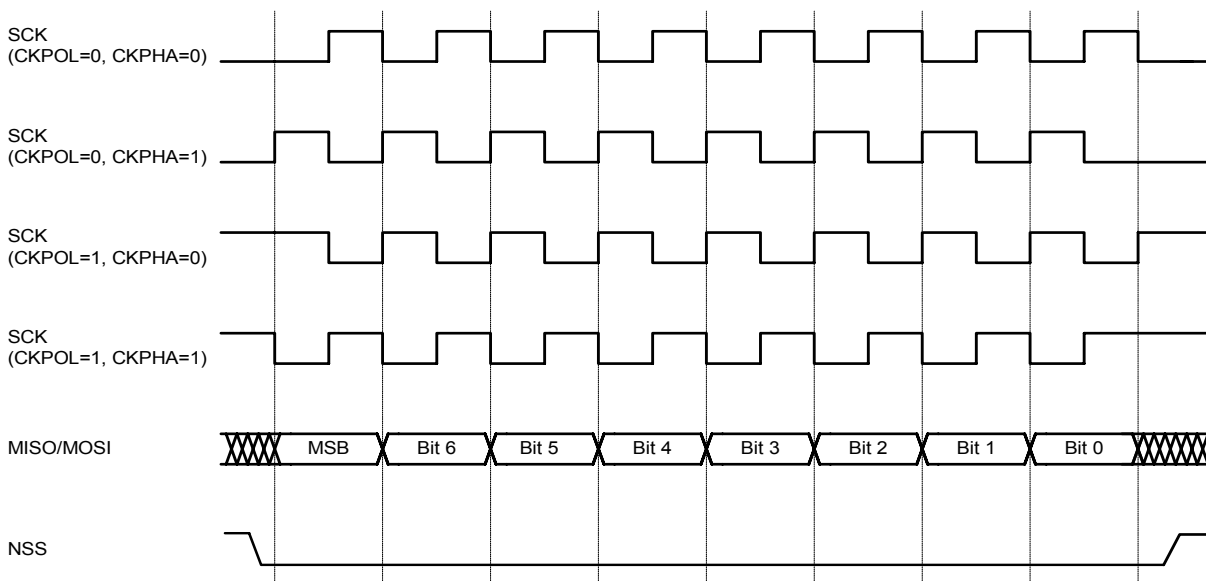 SCK
(CKPOL=0, CKPHA=0)
SCK
(CKPOL=0, CKPHA=1)
SCK
(CKPOL=1, CKPHA=0)
SCK
(CKPOL=1, CKPHA=1)
MISO/MOSI MSB Bit 6 Bit 5 Bit 4 Bit 3 Bit 2 Bit 1 Bit 0
NSS